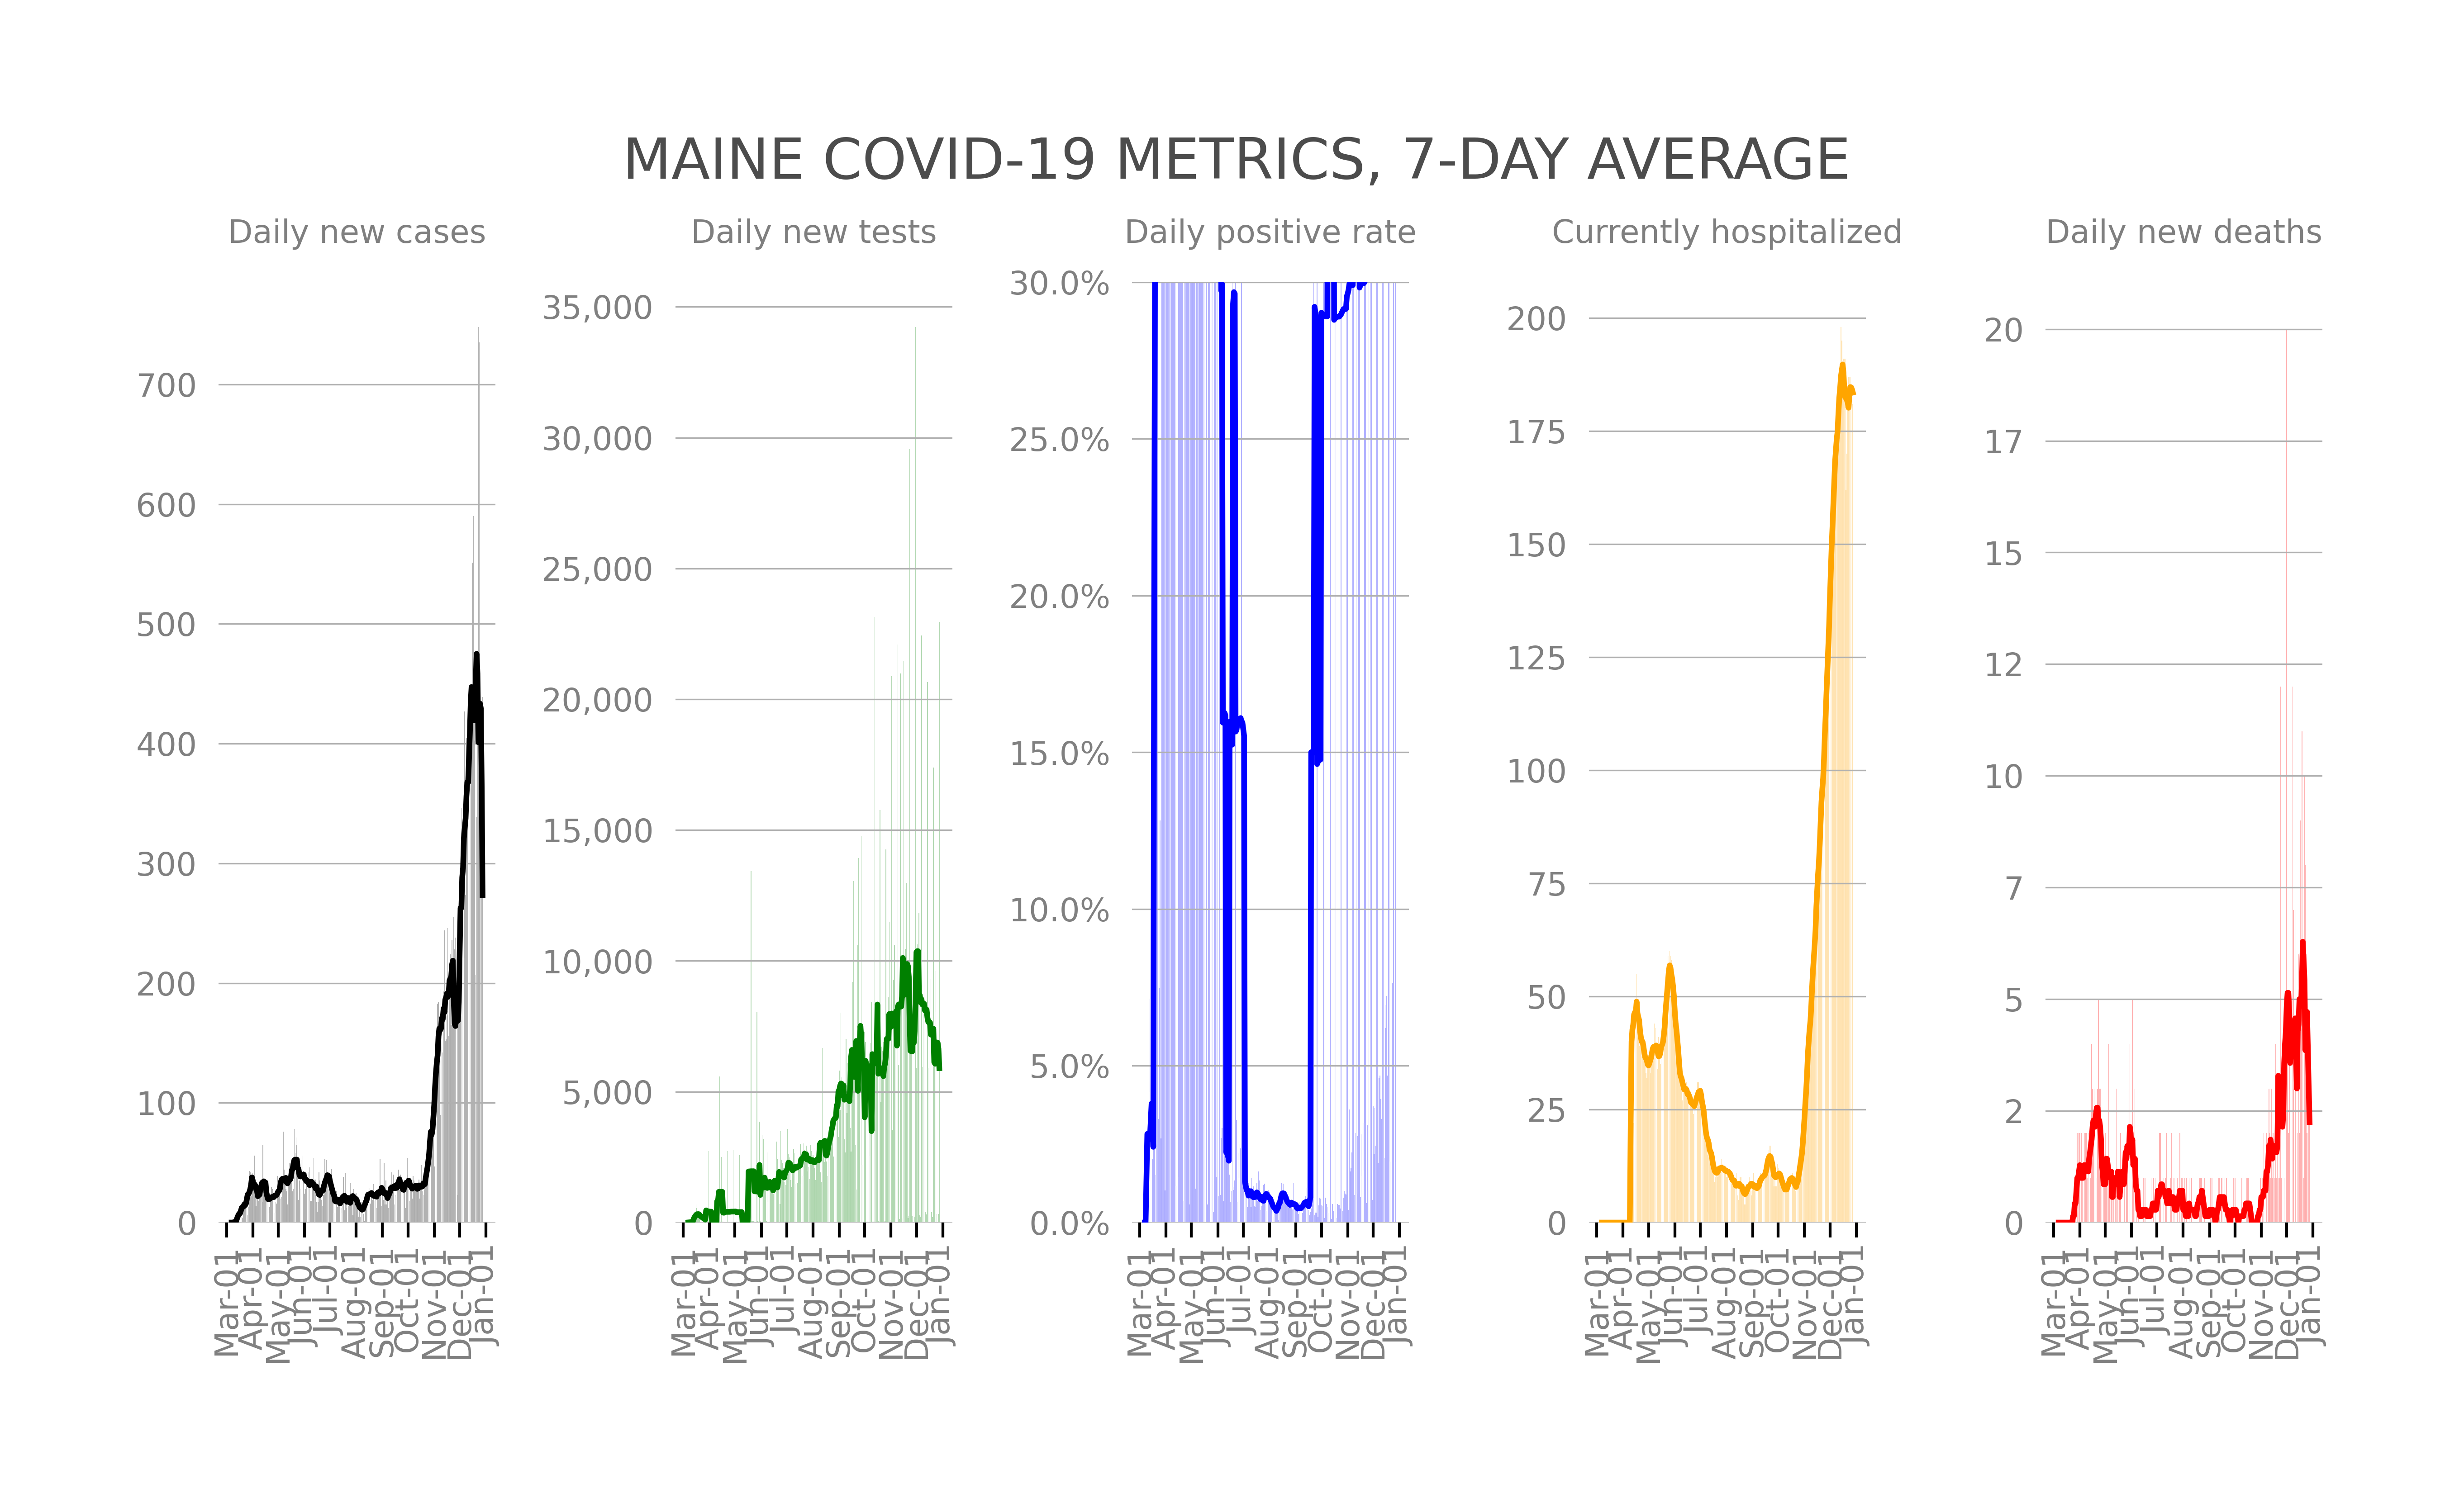 MAINE COVID-19 METRICS, 7-DAY AVERAGE
Daily new cases
700
600
500
400
300
200
100
0
Mar-01
Apr-01
May-01
Jun-01
Jul-01
Aug-01
Sep-01
Oct-01
Nov-01
Dec-01
Jan-01
Daily new tests
35,000
30,000
25,000
20,000
15,000
10,000
5,000
0
Mar-01
Apr-01
May-01
Jun-01
Jul-01
Aug-01
Sep-01
Oct-01
Nov-01
Dec-01
Jan-01
Daily positive rate
30.0%
25.0%
20.0%
15.0%
10.0%
5.0%
0.0%
Mar-01
Apr-01
May-01
Jun-01
Jul-01
Aug-01
Sep-01
Oct-01
Nov-01
Dec-01
Jan-01
Currently hospitalized
200
175
150
125
100
75
50
25
0
Mar-01
Apr-01
May-01
Jun-01
Jul-01
Aug-01
Sep-01
Oct-01
Nov-01
Dec-01
Jan-01
Daily new deaths
20
17
15
12
10
7
5
2
0
Mar-01
Apr-01
May-01
Jun-01
Jul-01
Aug-01
Sep-01
Oct-01
Nov-01
Dec-01
Jan-01